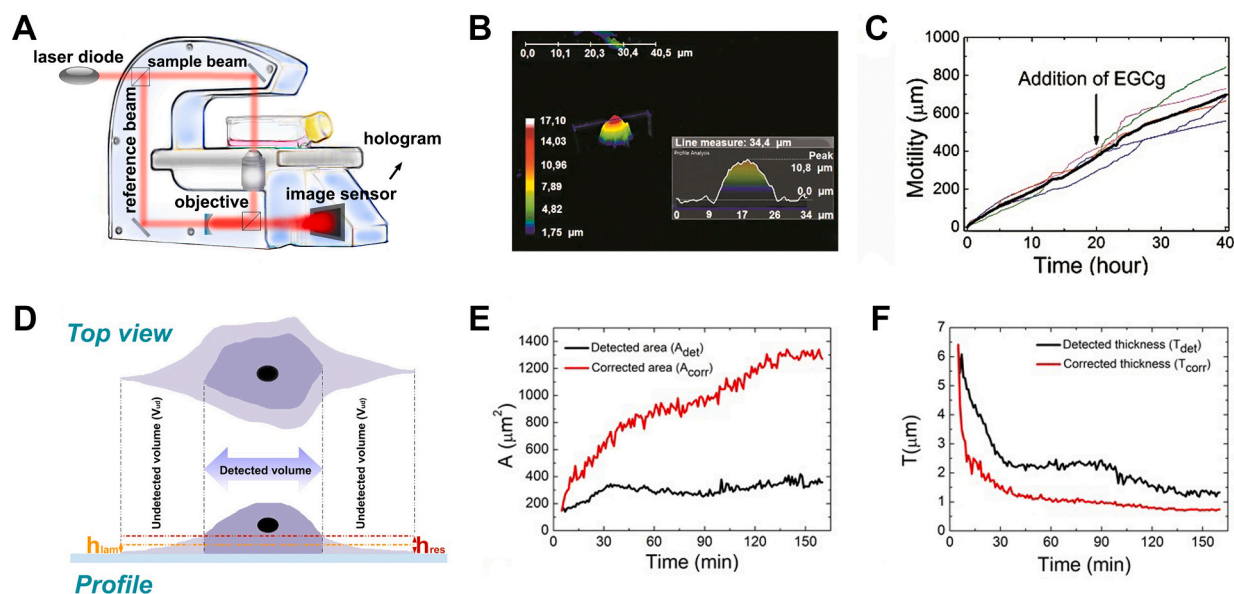 A
laser diode
sample beam
reference beam
hologram
image sensor
objective
B
0,0 10,1 20,3 30,4 40,5 µm
17,10
14,03
10,96
7,89
4,82
1,75 µm
Line measure: 34,4 µm
Profile Analysis
Peak
10,8 µm
0,0 µm
0 9 17 26 34
µm
C
Motility (µm)
1000
800
600
400
200
0
Addition of EGCg
0 10 20 30 40
Time (hour)
D
Top view
Undetected volume (Vud)
Detected volume
Undetected volume (Vud)
hlam
hres
Profile
E
A (µm²)
1400
1200
1000
800
600
400
200
0
Detected area (Adet)
Corrected area (Acorr)
0 30 60 90 120 150
Time (min)
F
T(µm)
7
6
5
4
3
2
1
0
Detected thickness (Tdet)
Corrected thickness (Tcorr)
0 30 60 90 120 150
Time (min)